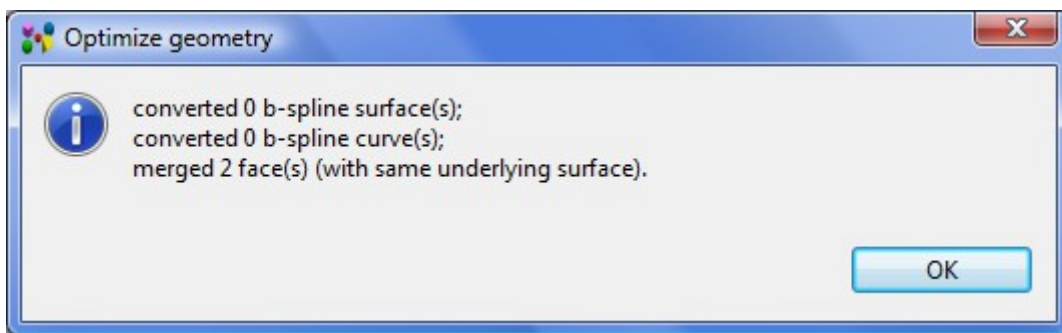 Optimize geometry
converted 0 b-spline surface(s);
converted 0 b-spline curve(s);
merged 2 face(s) (with same underlying surface).
OK